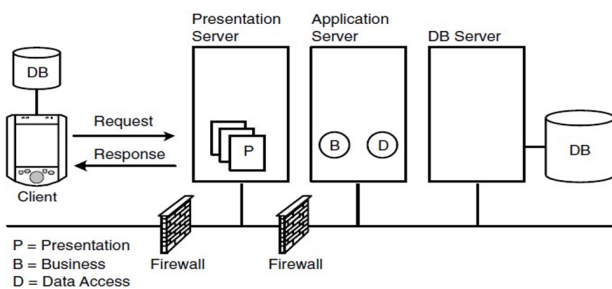 Presentation
Server
Application
Server
DB Server
DB
Request
Response
P
B
D
DB
Client
P = Presentation
B = Business
D = Data Access
Firewall
Firewall